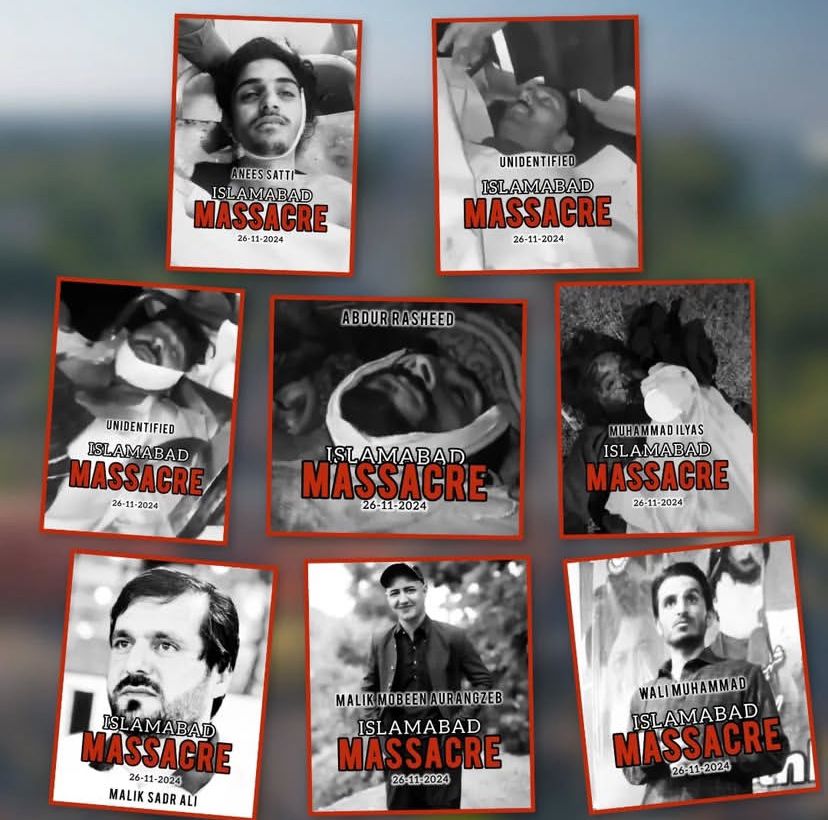 ANEES SATTI
ISLAMABAD
MASSACRE
26-11-2024
UNIDENTIFIED
ISLAMABAD
MASSACRE
26-11-2024
UNIDENTIFIED
ISLAMABAD
MASSACRE
26-11-2024
ABDUR RASHEED
ISLAMABAD
MASSACRE
26-11-2024
MUHAMMAD ILYAS
ISLAMABAD
MASSACRE
26-11-2024
ISLAMABAD
MASSACRE
26-11-2024
MALIK SADR ALI
MALIK MOBEEN AURANGZEB
ISLAMABAD
MASSACRE
26-11-2024
WALI MUHAMMAD
ISLAMABAD
MASSACRE
26-11-2024